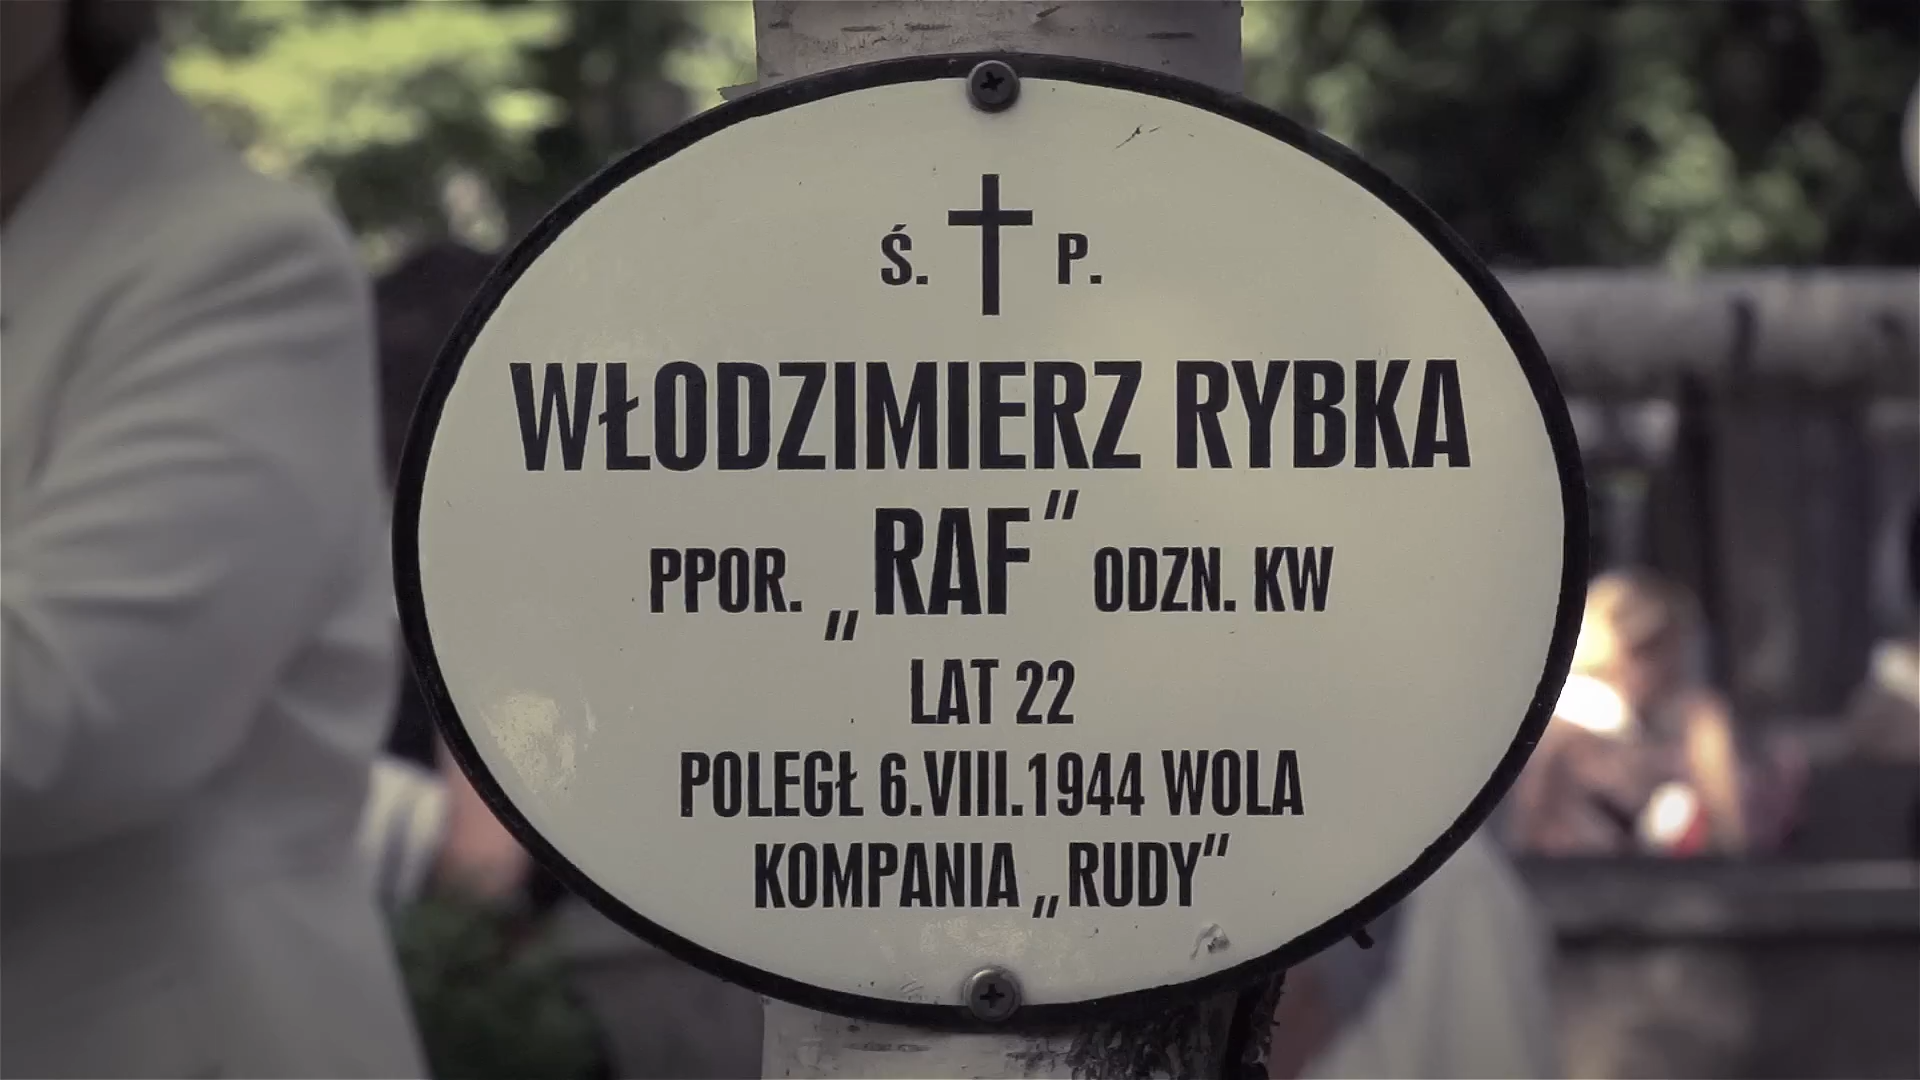 Ś. P.
WŁODZIMIERZ RYBKA
PPOR. „RAF" ODZN. KW
LAT 22
POLEGŁ 6.VIII.1944 WOLA
KOMPANIA „RUDY"